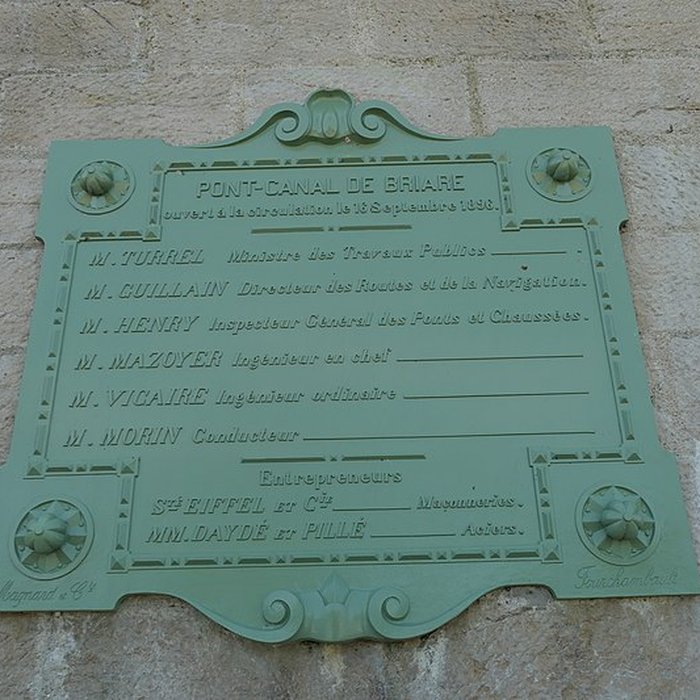 PONT-CANAL DE BRIARE
ouvert à la circulation le 16 Septembre 1896.
M. TURREL Ministre des Travaux Publics
M. GUILLAIN Directeur des Routes et de la Navigation.
M. HENRY Inspecteur Général des Ponts et Chaussées.
M. MAZOYER Ingénieur en chef
M. VIGAIRE Ingénieur ordinaire
M. MORIN Conducteur
Entrepreneurs
Sté EIFFEL ET Cie Maçonneries.
MM. DAYDÉ ET PILLÉ Aciers.
Magnard et Cie Fourchambault